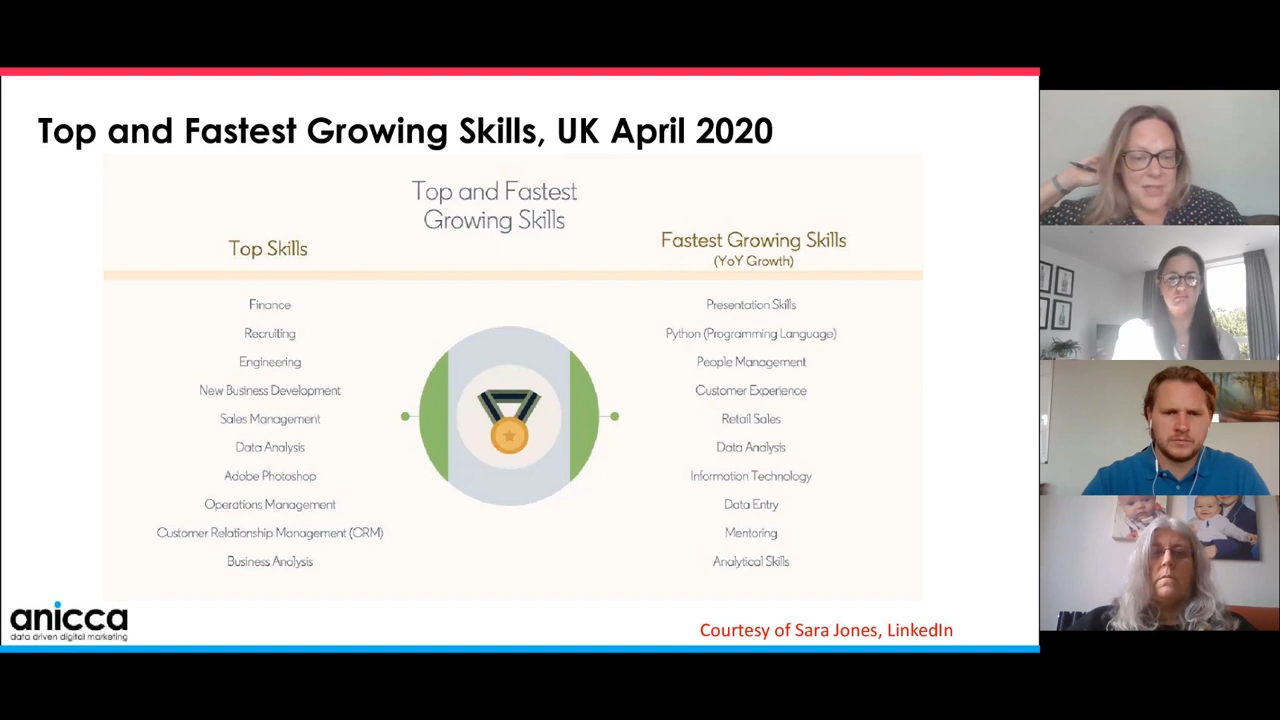 Top and Fastest Growing Skills, UK April 2020
Top and Fastest
Growing Skills
Top Skills
Finance
Recruiting
Engineering
New Business Development
Sales Management
Data Analysis
Adobe Photoshop
Operations Management
Customer Relationship Management (CRM)
Business Analysis
Fastest Growing Skills
(YoY Growth)
Presentation Skills
Python (Programming Language)
People Management
Customer Experience
Retail Sales
Data Analysis
Information Technology
Data Entry
Mentoring
Analytical Skills
anicca
data driven digital marketing
Courtesy of Sara Jones, LinkedIn